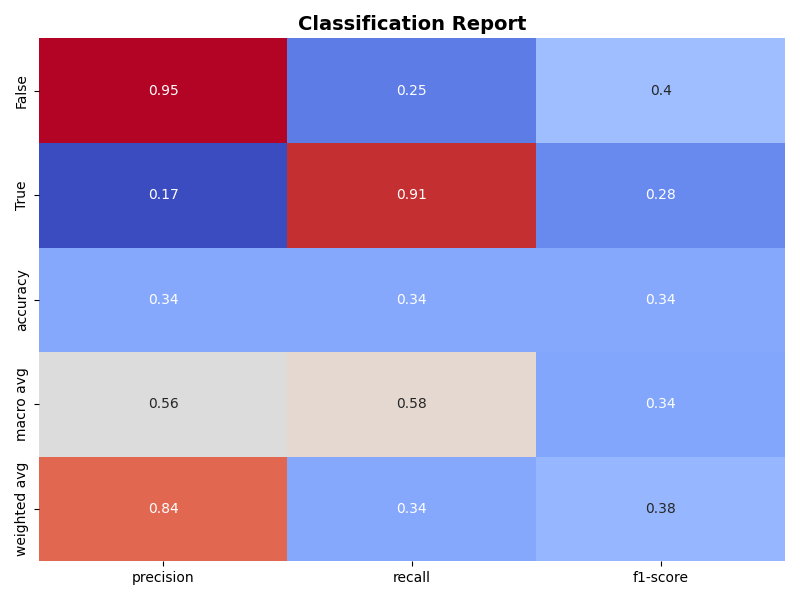 Classification Report
False 0.95 0.25 0.4
True 0.17 0.91 0.28
accuracy 0.34 0.34 0.34
macro avg 0.56 0.58 0.34
weighted avg 0.84 0.34 0.38
precision recall f1-score